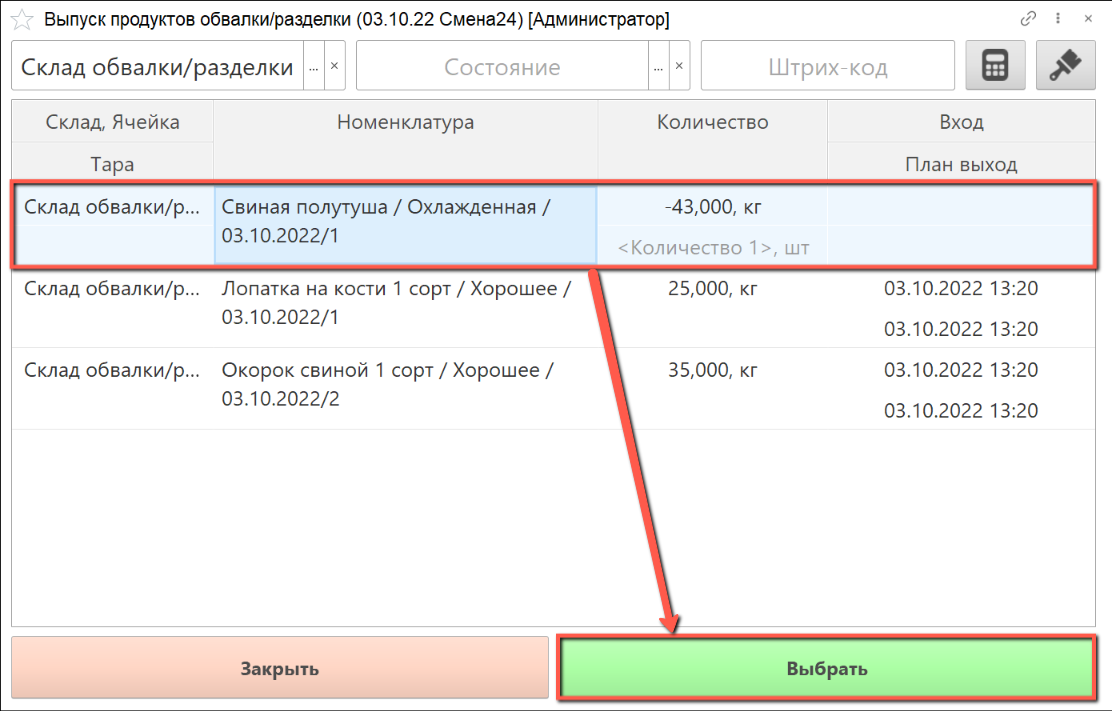 Выпуск продуктов обвалки/разделки (03.10.22 Смена24) [Администратор]
Склад обвалки/разделки ... × Состояние ... × Штрих-код
Склад, Ячейка Номенклатура Количество Вход
Тара План выход
Склад обвалки/р... Свиная полутуша / Охлажденная / -43,000, кг
03.10.2022/1 <Количество 1>, шт
Склад обвалки/р... Лопатка на кости 1 сорт / Хорошее / 25,000, кг 03.10.2022 13:20
03.10.2022/1 03.10.2022 13:20
Склад обвалки/р... Окорок свиной 1 сорт / Хорошее / 35,000, кг 03.10.2022 13:20
03.10.2022/2 03.10.2022 13:20
Закрыть Выбрать